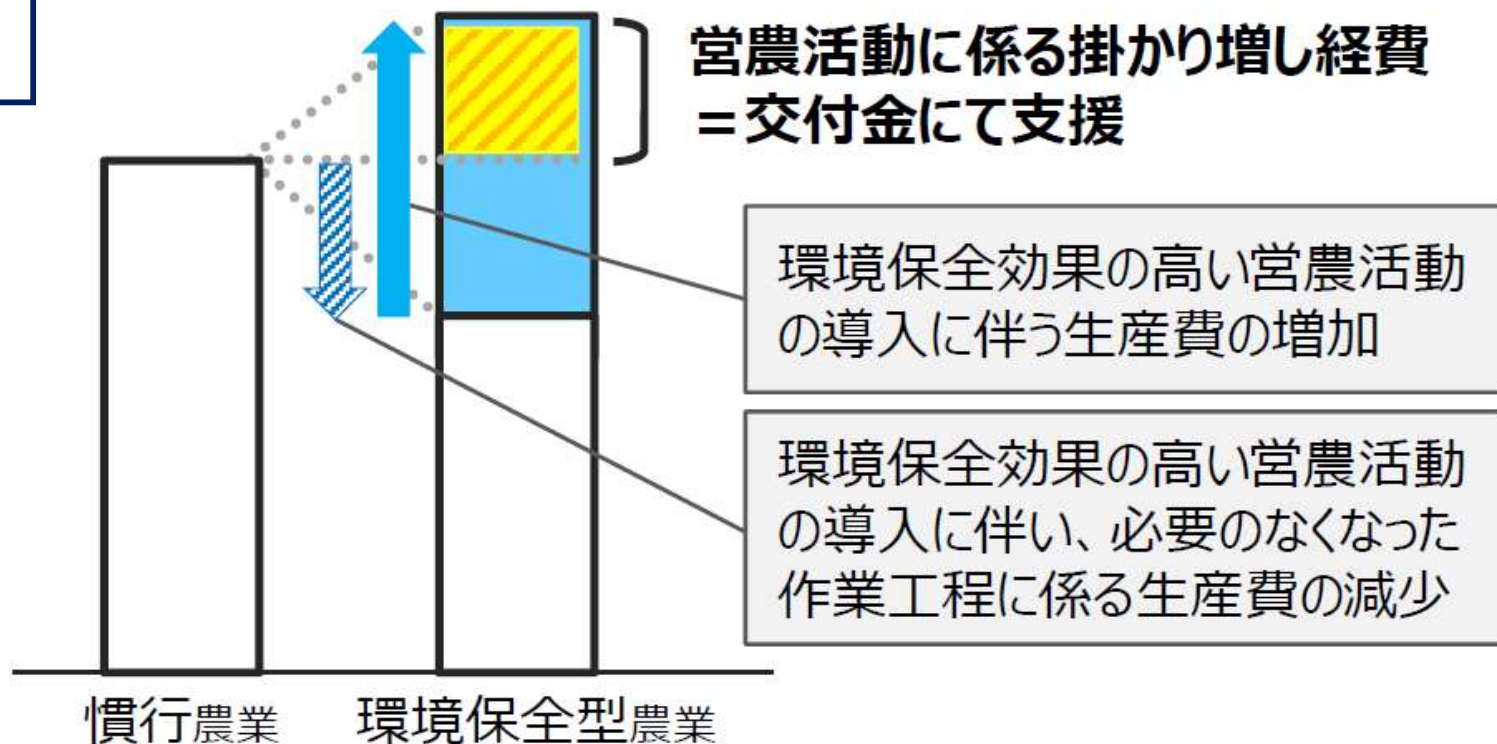 営農活動に係る掛かり増し経費
＝交付金にて支援
環境保全効果の高い営農活動
の導入に伴う生産費の増加
環境保全効果の高い営農活動
の導入に伴い、必要のなくなった
作業工程に係る生産費の減少
慣行農業
環境保全型農業